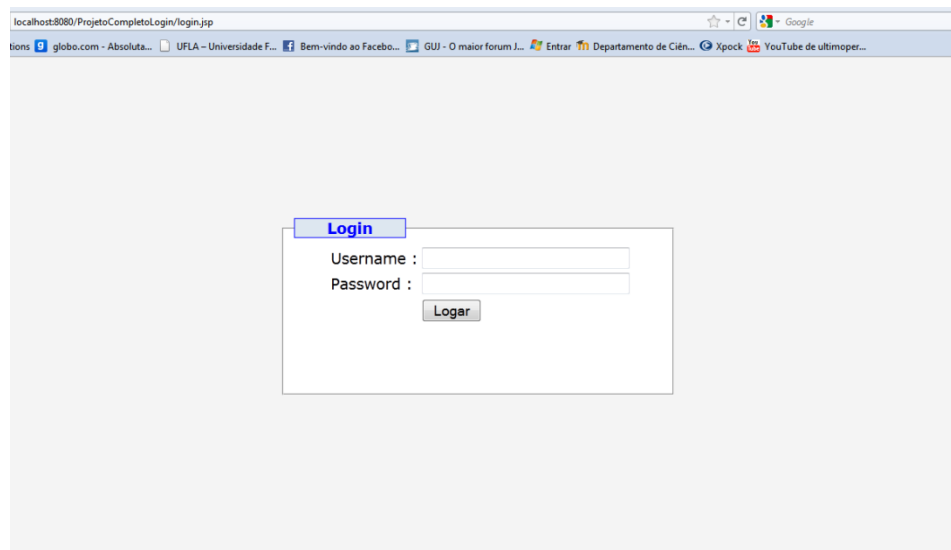 localhost:8080/ProjetoCompletoLogin/login.jsp Google
tions globo.com - Absoluta... UFLA – Universidade F... Bem-vindo ao Facebo... GUJ - O maior forum J... Entrar Departamento de Ciên... Xpock YouTube de ultimoper...
Login
Username :
Password :
Logar